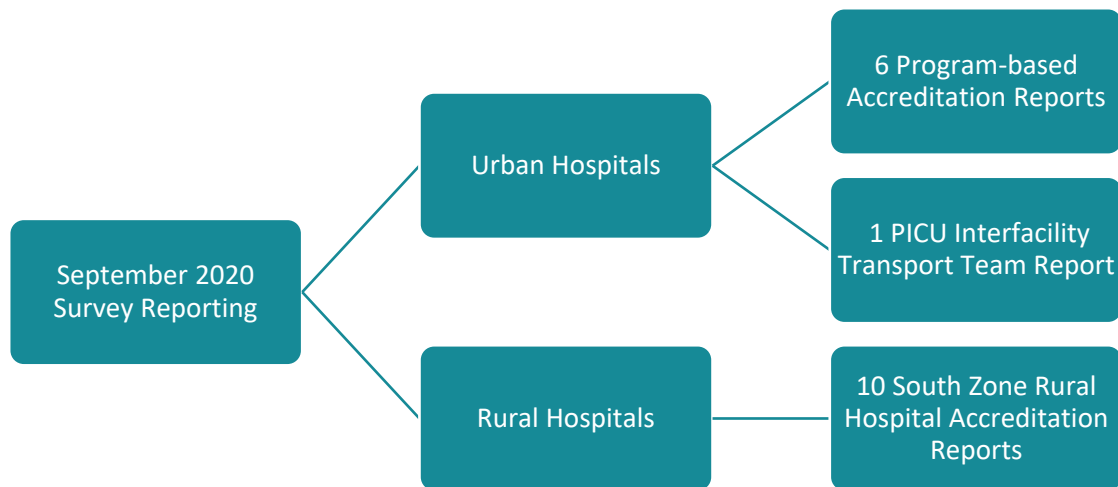 September 2020
Survey Reporting
Urban Hospitals
6 Program-based
Accreditation Reports
1 PICU Interfacility
Transport Team Report
Rural Hospitals
10 South Zone Rural
Hospital Accreditation
Reports